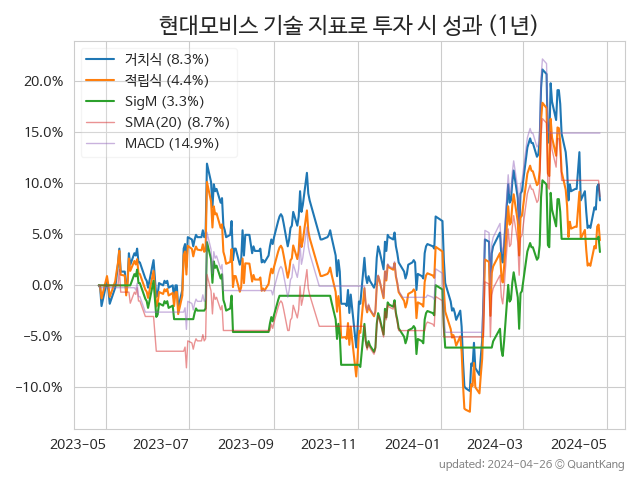 현대모비스 기술 지표로 투자 시 성과 (1년)
거치식 (8.3%)
적립식 (4.4%)
SigM (3.3%)
SMA(20) (8.7%)
MACD (14.9%)
20.0%
15.0%
10.0%
5.0%
0.0%
−5.0%
−10.0%
2023-05 2023-07 2023-09 2023-11 2024-01 2024-03 2024-05
updated: 2024-04-26 © QuantKang